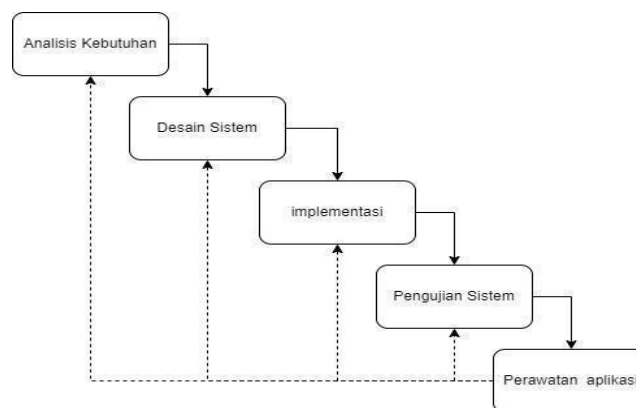 Analisis Kebutuhan
Desain Sistem
implementasi
Pengujian Sistem
Perawatan aplikasi